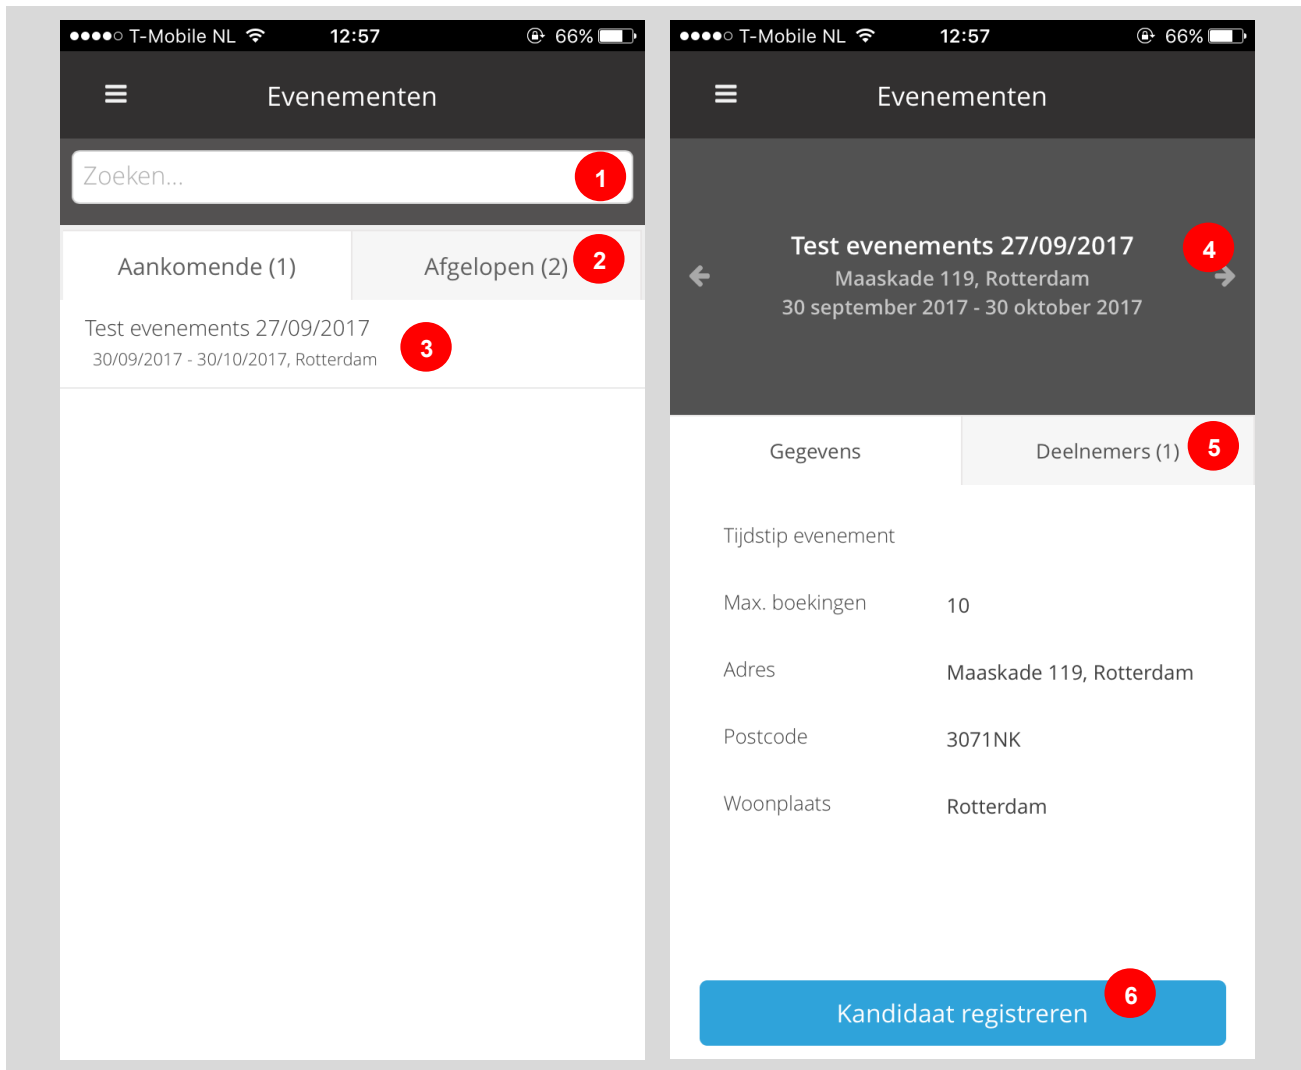 T-Mobile NL 12:57 66%
Evenementen
Zoeken...
1
Aankomende (1) Afgelopen (2)
2
Test evenements 27/09/2017
30/09/2017 - 30/10/2017, Rotterdam
3
T-Mobile NL 12:57 66%
Evenementen
Test evenements 27/09/2017
4
Maaskade 119, Rotterdam
30 september 2017 - 30 oktober 2017
Gegevens Deelnemers (1)
5
Tijdstip evenement
Max. boekingen 10
Adres Maaskade 119, Rotterdam
Postcode 3071NK
Woonplaats Rotterdam
6
Kandidaat registreren